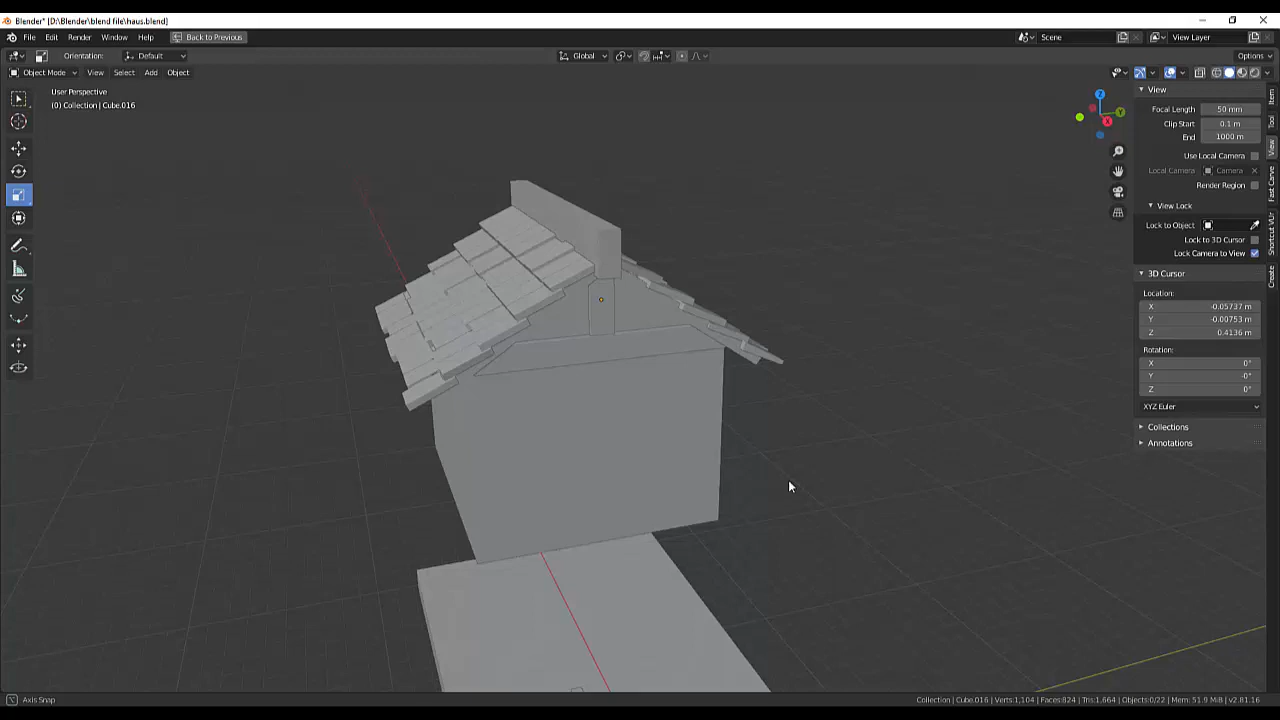 Blender* [D:\Blender\blend file\haus.blend]
File Edit Render Window Help Back to Previous Scene View Layer
Orientation: Default Global Options
Object Mode View Select Add Object
User Perspective
(0) Collection | Cube.016
Z
Y
X
View
Focal Length 50 mm
Clip Start 0.1 m
End 1000 m
Use Local Camera
Local Camera Camera
Render Region
View Lock
Lock to Object
Lock to 3D Cursor
Lock Camera to View
3D Cursor
Location:
X -0.05737 m
Y -0.00753 m
Z 0.4136 m
Rotation:
X 0°
Y -0°
Z 0°
XYZ Euler
Collections
Annotations
Item
Tool
View
Fast Carve
Shortcut VUr
Create
Axis Snap
Collection | Cube.016 | Verts:1,104 | Faces:824 | Tris:1,664 | Objects:0/22 | Mem: 51.9 MiB | v2.81.16